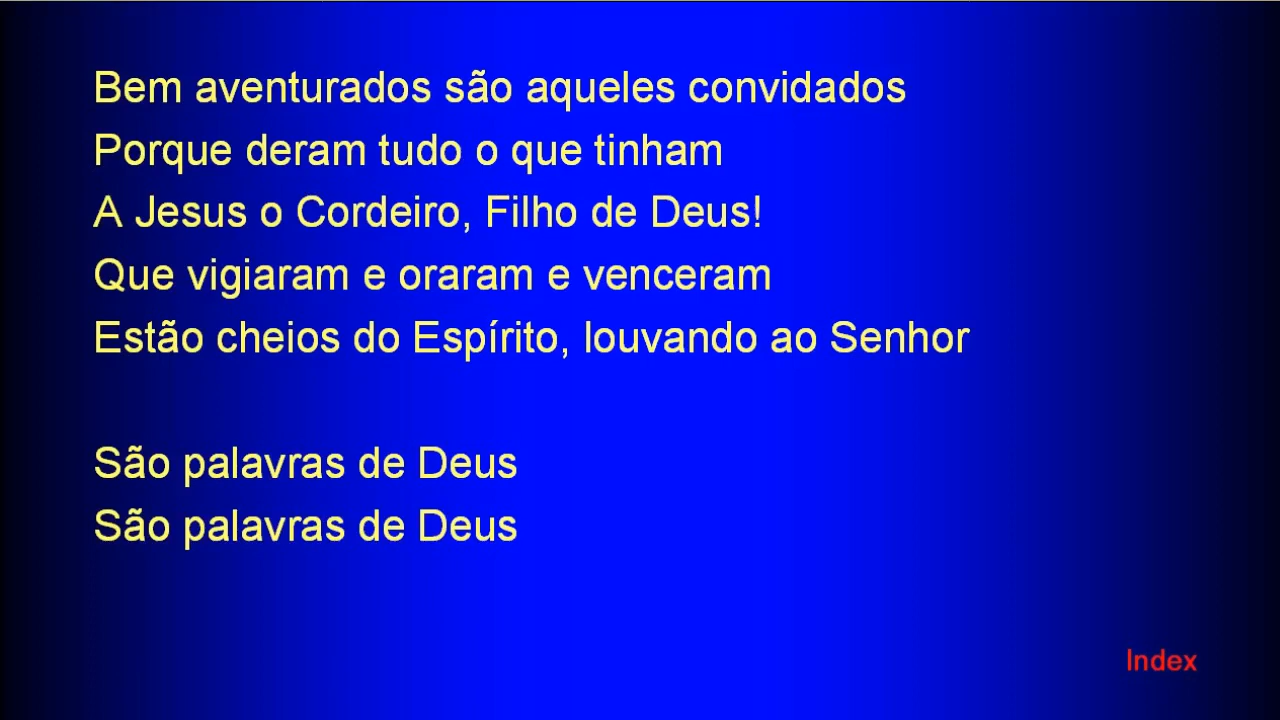 Bem aventurados são aqueles convidados
Porque deram tudo o que tinham
A Jesus o Cordeiro, Filho de Deus!
Que vigiaram e oraram e venceram
Estão cheios do Espírito, louvando ao Senhor
São palavras de Deus
São palavras de Deus
Index